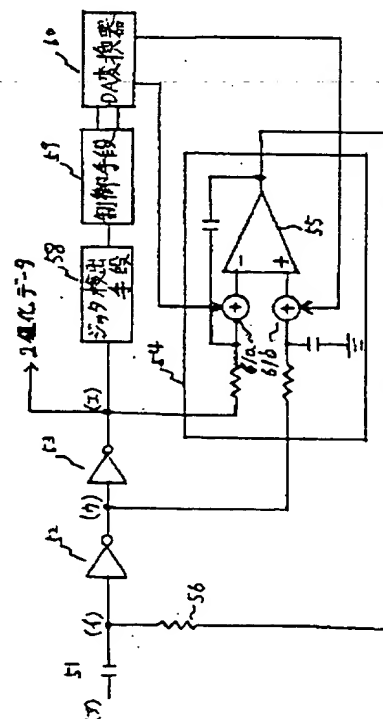 (ア)
51
(イ)
52
(ウ)
53
(エ)
→2値化データ
58
ジッタ検出
手段
59
制御手段
60
DA変換器
54
61a
61b
+
+
-
+
55
56